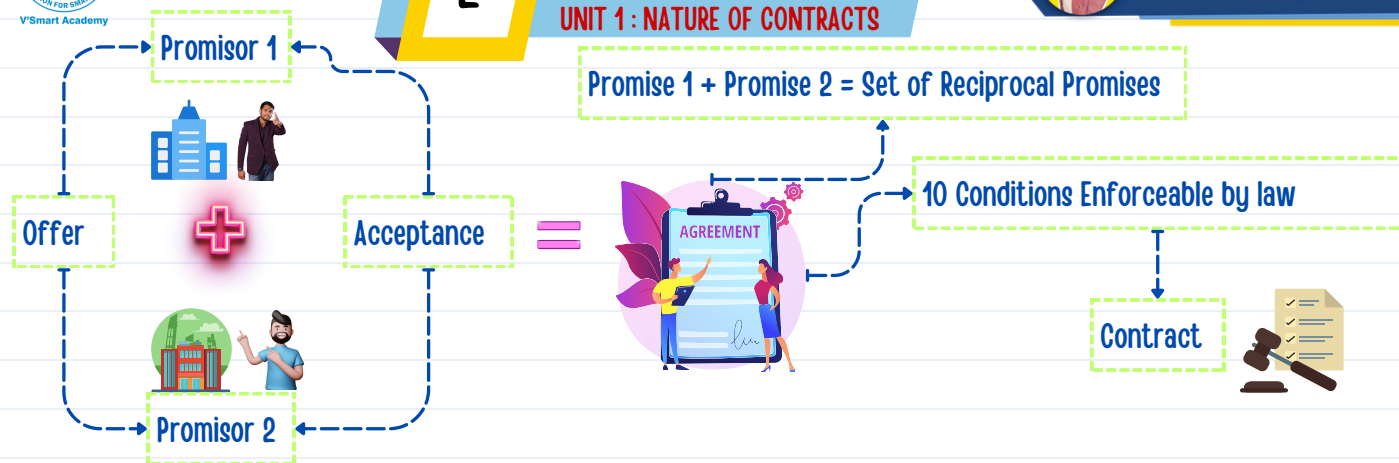 V'Smart Academy
UNIT 1 : NATURE OF CONTRACTS
Promisor 1
Promise 1 + Promise 2 = Set of Reciprocal Promises
10 Conditions Enforceable by law
Offer
Acceptance
AGREEMENT
Contract
Promisor 2